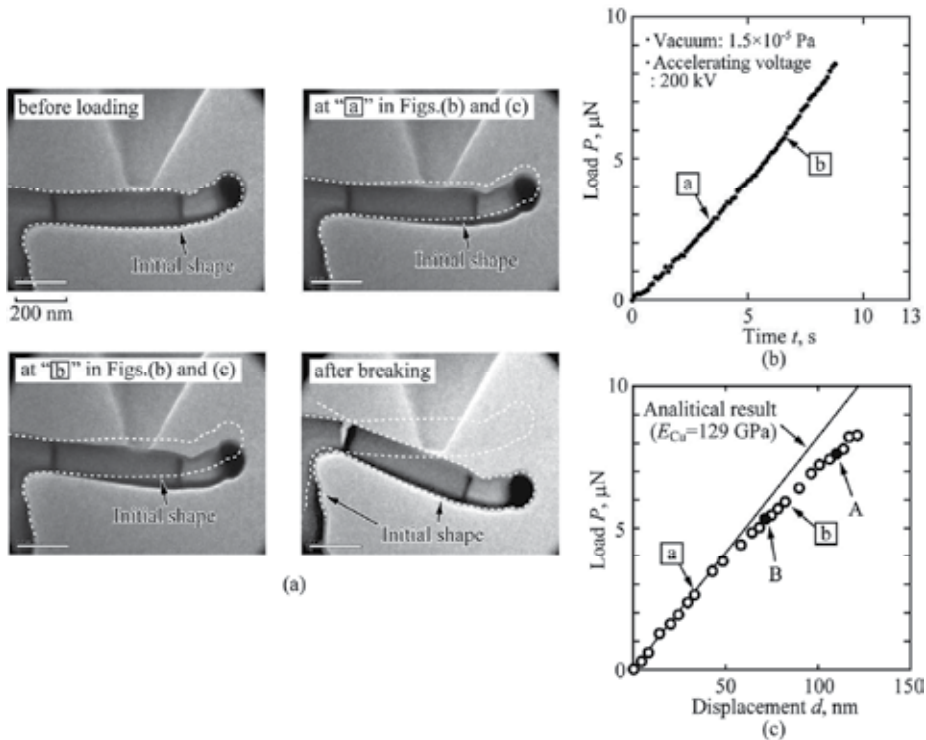 before loading
at "a" in Figs.(b) and (c)
Initial shape
Initial shape
200 nm
at "b" in Figs.(b) and (c)
after breaking
Initial shape
Initial shape
(a)
10
5
0
Load P, μN
• Vacuum: 1.5×10⁻⁵ Pa
• Accelerating voltage
: 200 kV
a
b
0 5 10 13
Time t, s
(b)
10
5
0
Load P, μN
Analitical result
(E_Cu=129 GPa)
a
b
A
B
0 50 100 150
Displacement d, nm
(c)